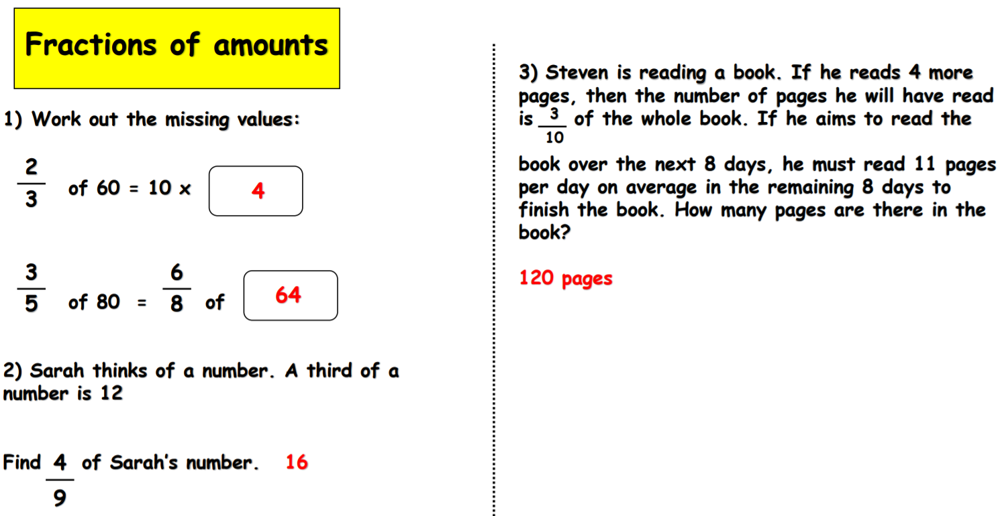 Fractions of amounts
1) Work out the missing values:
2/3 of 60 = 10 x 4
3/5 of 80 = 6/8 of 64
2) Sarah thinks of a number. A third of a
number is 12
Find 4/9 of Sarah's number. 16
3) Steven is reading a book. If he reads 4 more
pages, then the number of pages he will have read
is 3/10 of the whole book. If he aims to read the
book over the next 8 days, he must read 11 pages
per day on average in the remaining 8 days to
finish the book. How many pages are there in the
book?
120 pages